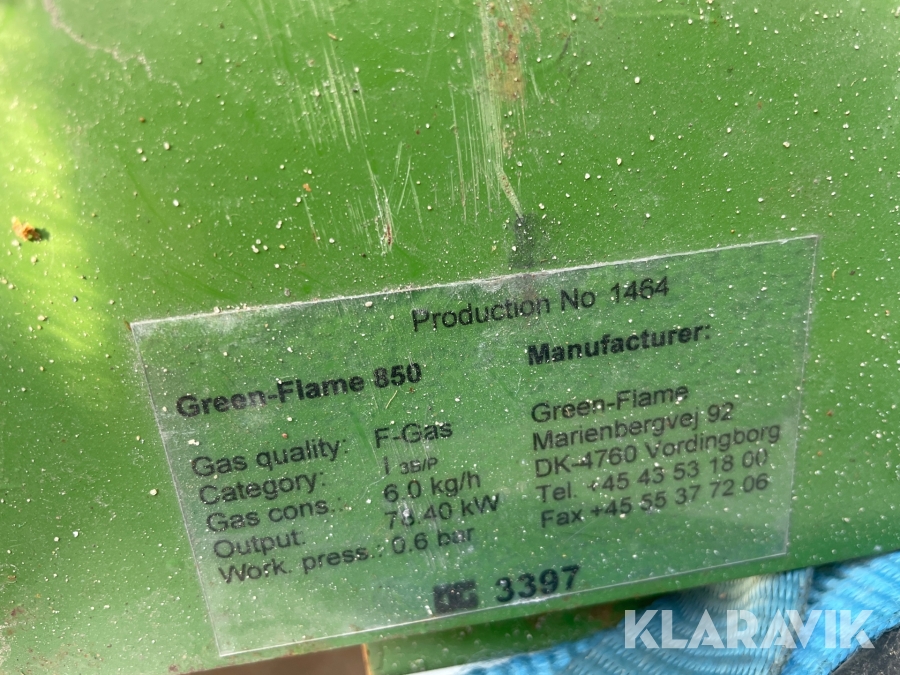 Production No 1464
Green-Flame 850
Gas quality: F-Gas
Category: I 3B/P
Gas cons.: 6.0 kg/h
Output: 78.40 kW
Work. press.: 0.6 bar
Manufacturer:
Green-Flame
Marienbergvej 92
DK-4760 Vordingborg
Tel. +45 43 53 18 00
Fax +45 55 37 72 06
3397
KLARAVIK